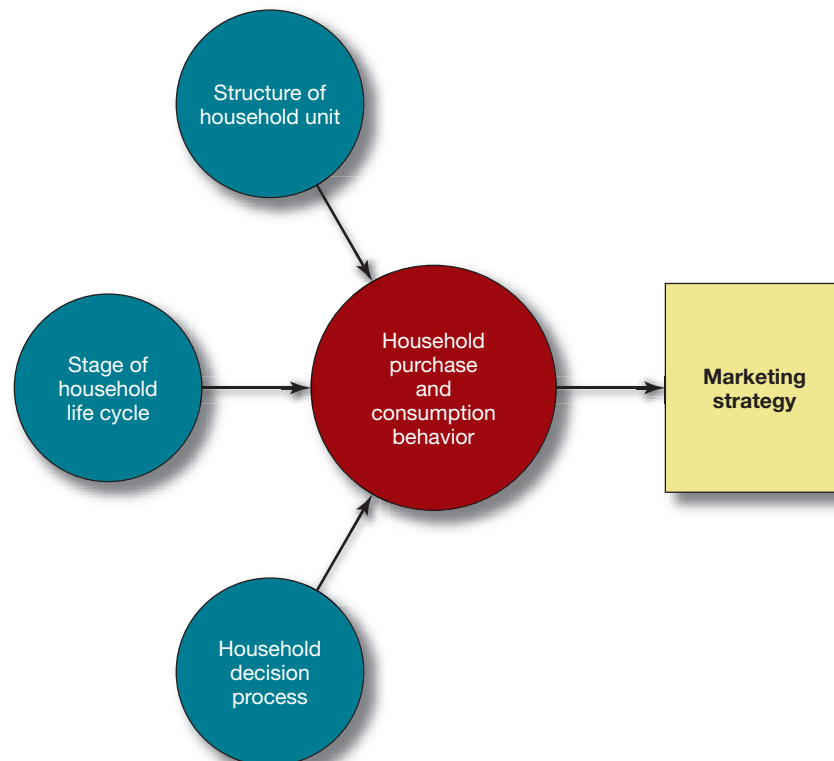 Structure of
household unit
Stage of
household
life cycle
Household
purchase
and
consumption
behavior
Marketing
strategy
Household
decision
process